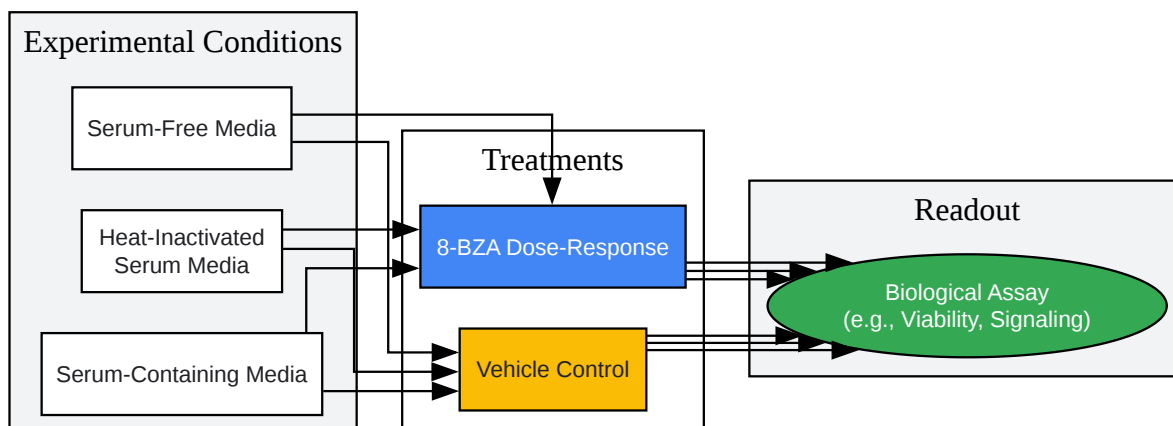 Experimental Conditions
Serum-Free Media
Heat-Inactivated
Serum Media
Serum-Containing Media
Treatments
8-BZA Dose-Response
Vehicle Control
Readout
Biological Assay
(e.g., Viability, Signaling)